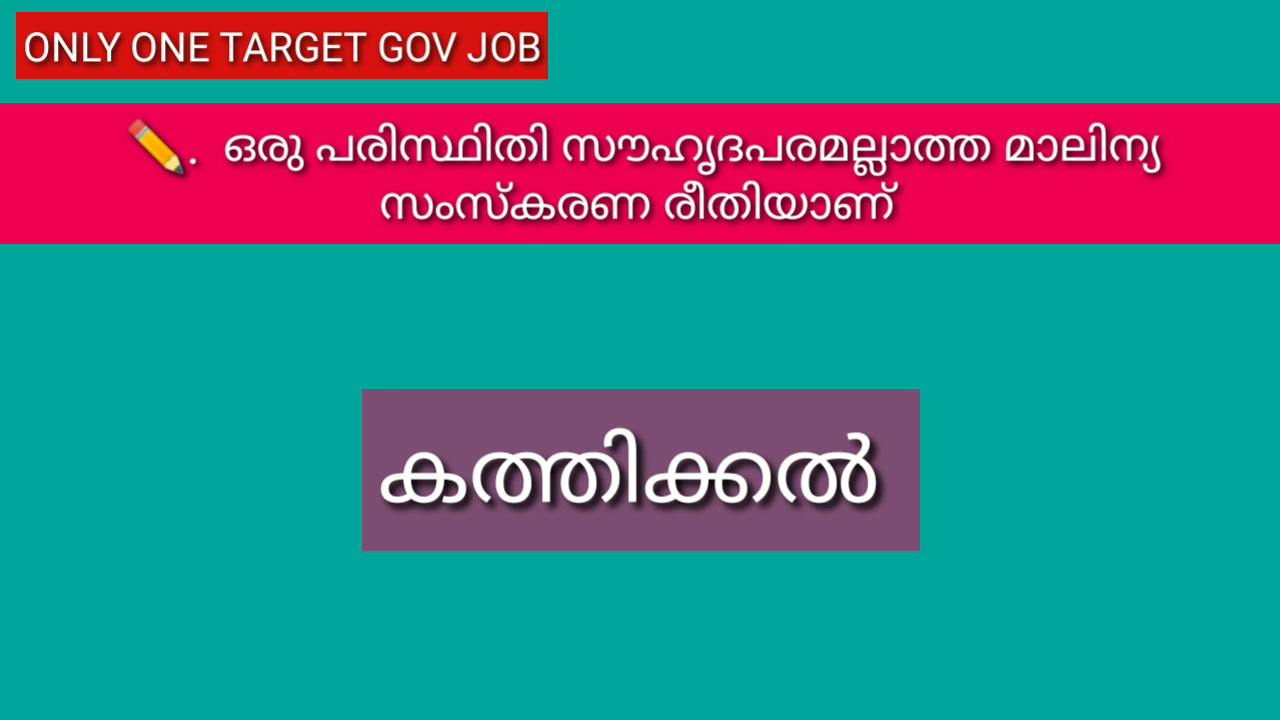 ONLY ONE TARGET GOV JOB
✏️. ഒരു പരിസ്ഥിതി സൗഹൃദപരമല്ലാത്ത മാലിന്യ
സംസ്കരണ രീതിയാണ്
കത്തിക്കൽ